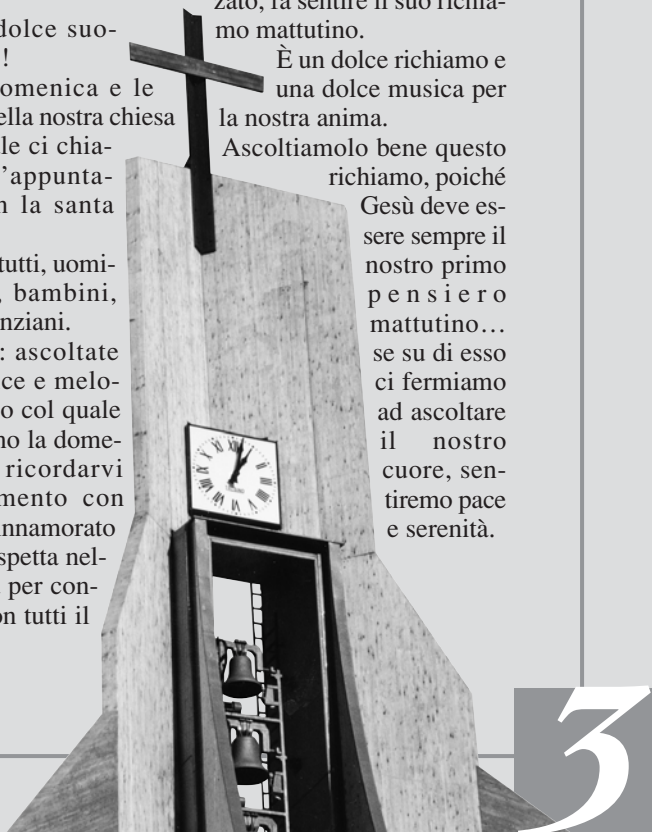 dolce suo-
!
omenica e le
ella nostra chiesa
le ci chia-
'appunta-
n la santa
tutti, uomi-
, bambini,
nziani.
: ascoltate
ce e melo-
o col quale
no la dome-
ricordarvi
mento con
innamorato
spetta nel-
per con-
on tutti il
zato, fa sentire il suo richia-
mo mattutino.
È un dolce richiamo e
una dolce musica per
la nostra anima.
Ascoltiamolo bene questo
richiamo, poiché
Gesù deve es-
sere sempre il
nostro primo
pensiero
mattutino…
se su di esso
ci fermiamo
ad ascoltare
il nostro
cuore, sen-
tiremo pace
e serenità.
3